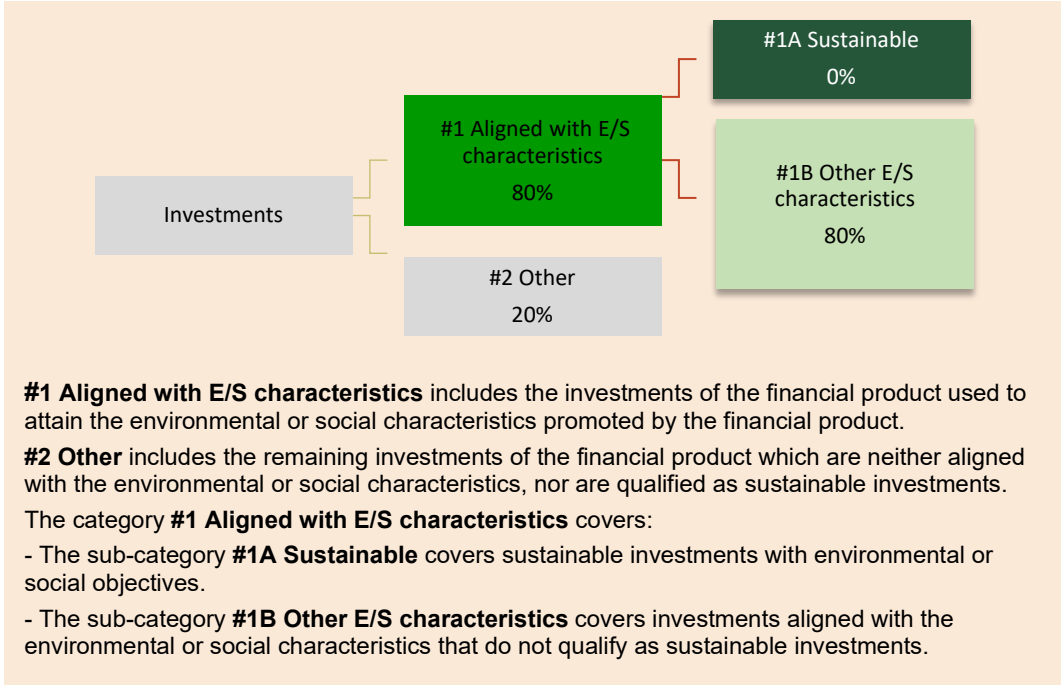 #1A Sustainable
0%
#1 Aligned with E/S
characteristics
80%
#1B Other E/S
characteristics
80%
Investments
#2 Other
20%
#1 Aligned with E/S characteristics includes the investments of the financial product used to
attain the environmental or social characteristics promoted by the financial product.
#2 Other includes the remaining investments of the financial product which are neither aligned
with the environmental or social characteristics, nor are qualified as sustainable investments.
The category #1 Aligned with E/S characteristics covers:
- The sub-category #1A Sustainable covers sustainable investments with environmental or
social objectives.
- The sub-category #1B Other E/S characteristics covers investments aligned with the
environmental or social characteristics that do not qualify as sustainable investments.